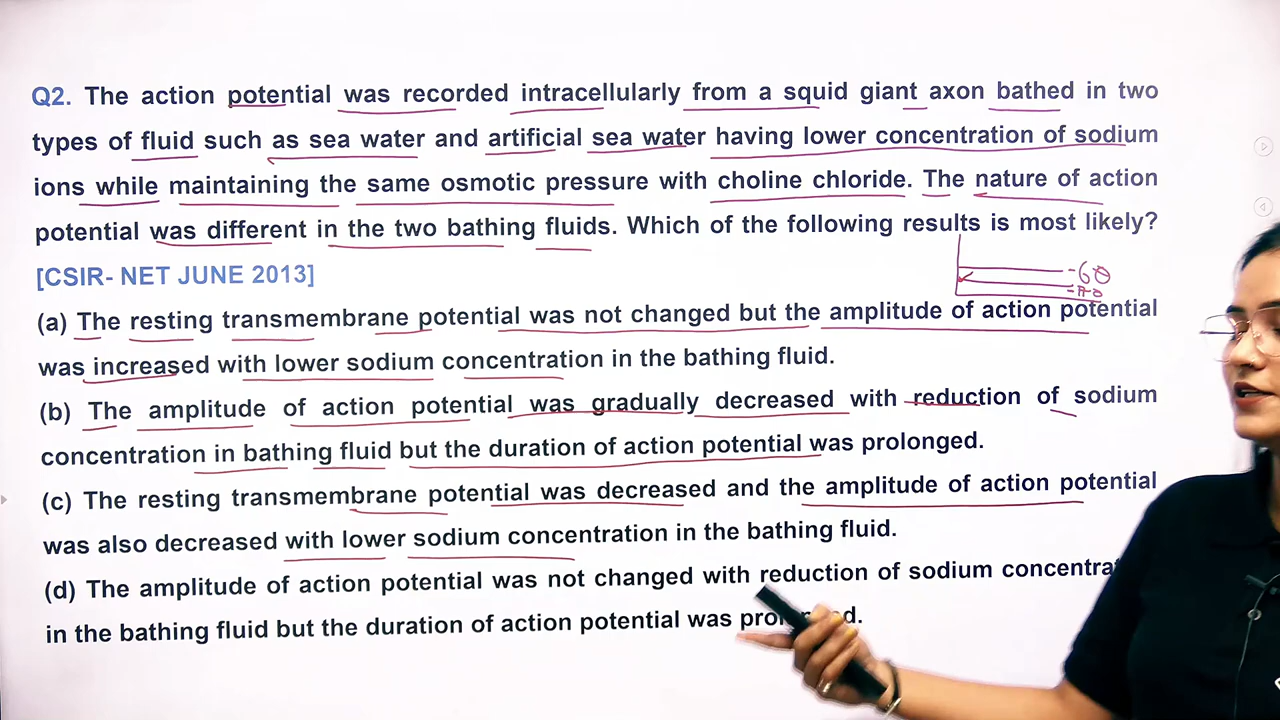 Q2. The action potential was recorded intracellularly from a squid giant axon bathed in two
types of fluid such as sea water and artificial sea water having lower concentration of sodium
ions while maintaining the same osmotic pressure with choline chloride. The nature of action
potential was different in the two bathing fluids. Which of the following results is most likely?
[CSIR- NET JUNE 2013]
-60
-70
(a) The resting transmembrane potential was not changed but the amplitude of action potential
was increased with lower sodium concentration in the bathing fluid.
(b) The amplitude of action potential was gradually decreased with reduction of sodium
concentration in bathing fluid but the duration of action potential was prolonged.
(c) The resting transmembrane potential was decreased and the amplitude of action potential
was also decreased with lower sodium concentration in the bathing fluid.
(d) The amplitude of action potential was not changed with reduction of sodium
in the bathing fluid but the duration of action potential was